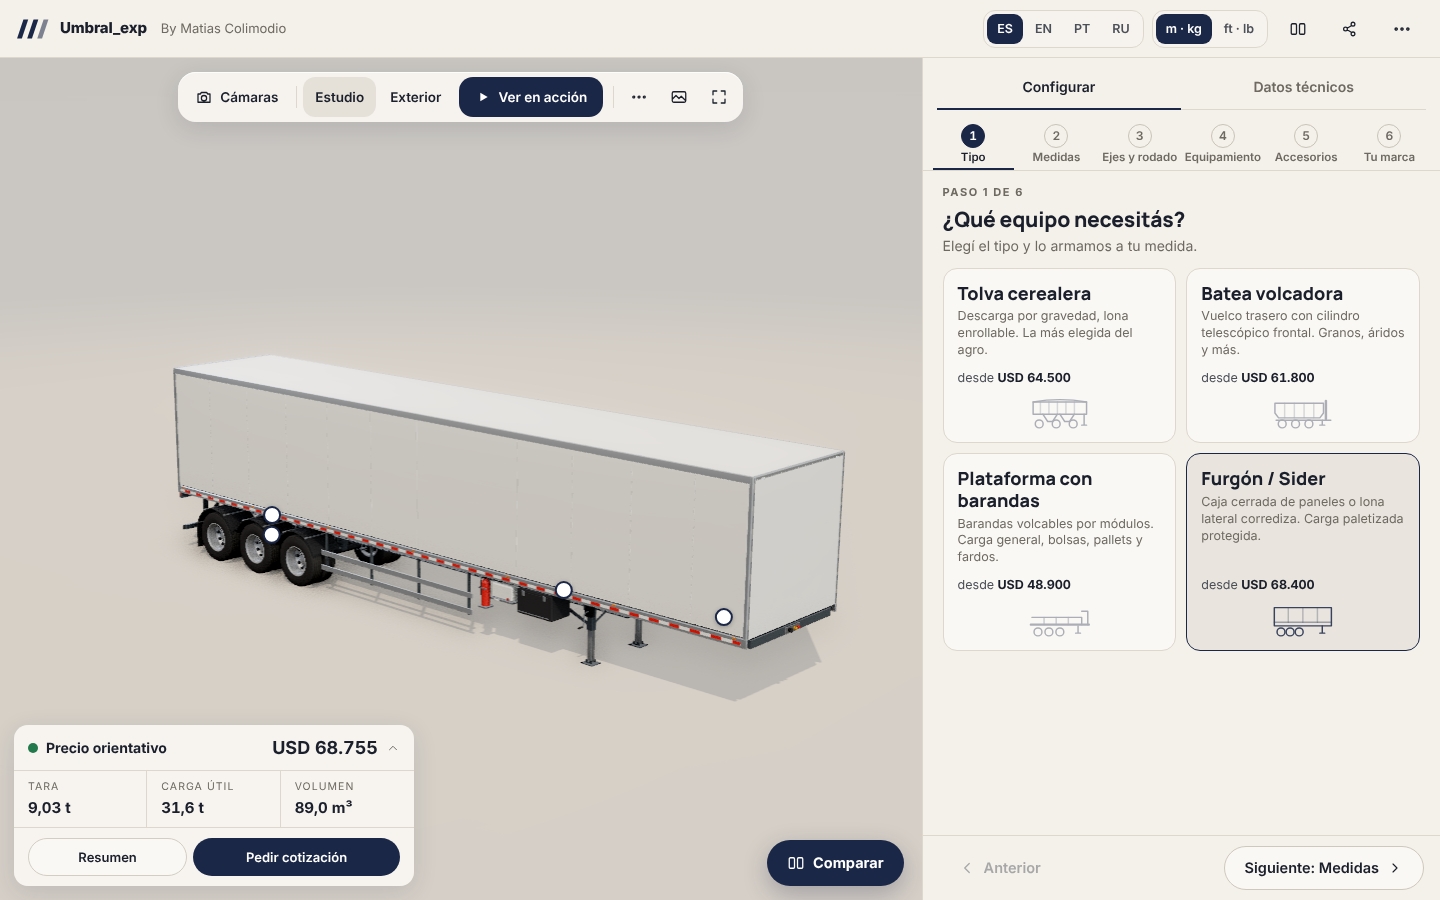 Umbral_exp By Matias Colimodio
ES EN PT RU m · kg ft · lb
Cámaras Estudio Exterior Ver en acción
Configurar Datos técnicos
1 2 3 4 5 6
Tipo Medidas Ejes y rodado Equipamiento Accesorios Tu marca
PASO 1 DE 6
¿Qué equipo necesitás?
Elegí el tipo y lo armamos a tu medida.
Tolva cerealera
Descarga por gravedad, lona
enrollable. La más elegida del
agro.
desde USD 64.500
Batea volcadora
Vuelco trasero con cilindro
telescópico frontal. Granos, áridos
y más.
desde USD 61.800
Plataforma con
barandas
Barandas volcables por módulos.
Carga general, bolsas, pallets y
fardos.
desde USD 48.900
Furgón / Sider
Caja cerrada de paneles o lona
lateral corrediza. Carga paletizada
protegida.
desde USD 68.400
Precio orientativo USD 68.755
TARA CARGA ÚTIL VOLUMEN
9,03 t 31,6 t 89,0 m³
Resumen Pedir cotización
Comparar
Anterior Siguiente: Medidas